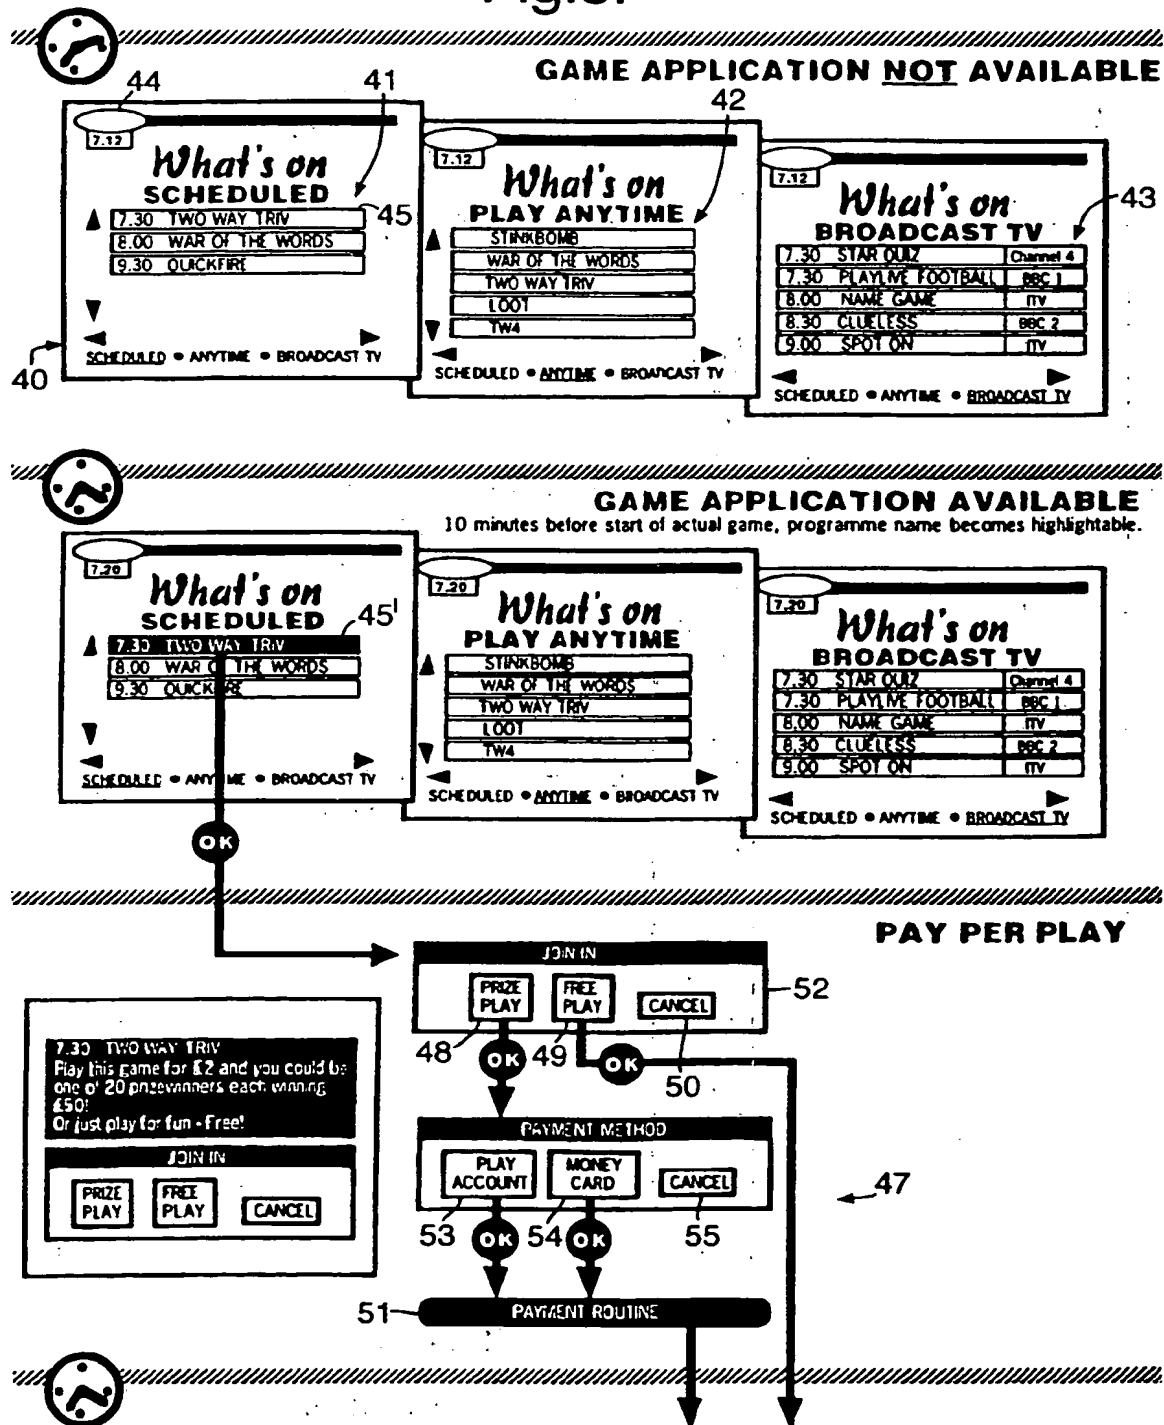 GAME APPLICATION NOT AVAILABLE
44
41
42
43
7.12
What's on
SCHEDULED
7.30 TWO WAY TRIV
45
8.00 WAR OF THE WORDS
9.30 QUICKFIRE
SCHEDULED • ANYTIME • BROADCAST TV
40
7.12
What's on
PLAY ANYTIME
STINKBOMB
WAR OF THE WORDS
TWO WAY TRIV
LOOT
TW4
SCHEDULED • ANYTIME • BROADCAST TV
7.12
What's on
BROADCAST TV
7.30 STAR QUIZ Channel 4
7.30 PLAYLIVE FOOTBALL BBC 1
8.00 NAME GAME ITV
8.30 CLUELESS BBC 2
9.00 SPOT ON ITV
SCHEDULED • ANYTIME • BROADCAST TV
GAME APPLICATION AVAILABLE
10 minutes before start of actual game, programme name becomes highlightable.
7.20
What's on
SCHEDULED
45'
7.30 TWO WAY TRIV
8.00 WAR OF THE WORDS
9.30 QUICKFIRE
SCHEDULED • ANYTIME • BROADCAST TV
7.20
What's on
PLAY ANYTIME
STINKBOMB
WAR OF THE WORDS
TWO WAY TRIV
LOOT
TW4
SCHEDULED • ANYTIME • BROADCAST TV
7.20
What's on
BROADCAST TV
7.30 STAR QUIZ Channel 4
7.30 PLAYLIVE FOOTBALL BBC 1
8.00 NAME GAME ITV
8.30 CLUELESS BBC 2
9.00 SPOT ON ITV
SCHEDULED • ANYTIME • BROADCAST TV
OK
PAY PER PLAY
JOIN IN
PRIZE PLAY
FREE PLAY
CANCEL
52
48
OK
49
OK
50
7.30 TWO WAY TRIV
Play this game for £2 and you could be
one of 20 prizewinners each winning
£50!
Or just play for fun - Free!
JOIN IN
PRIZE PLAY
FREE PLAY
CANCEL
PAYMENT METHOD
PLAY ACCOUNT
MONEY CARD
CANCEL
47
53
OK
54
OK
55
51
PAYMENT ROUTINE